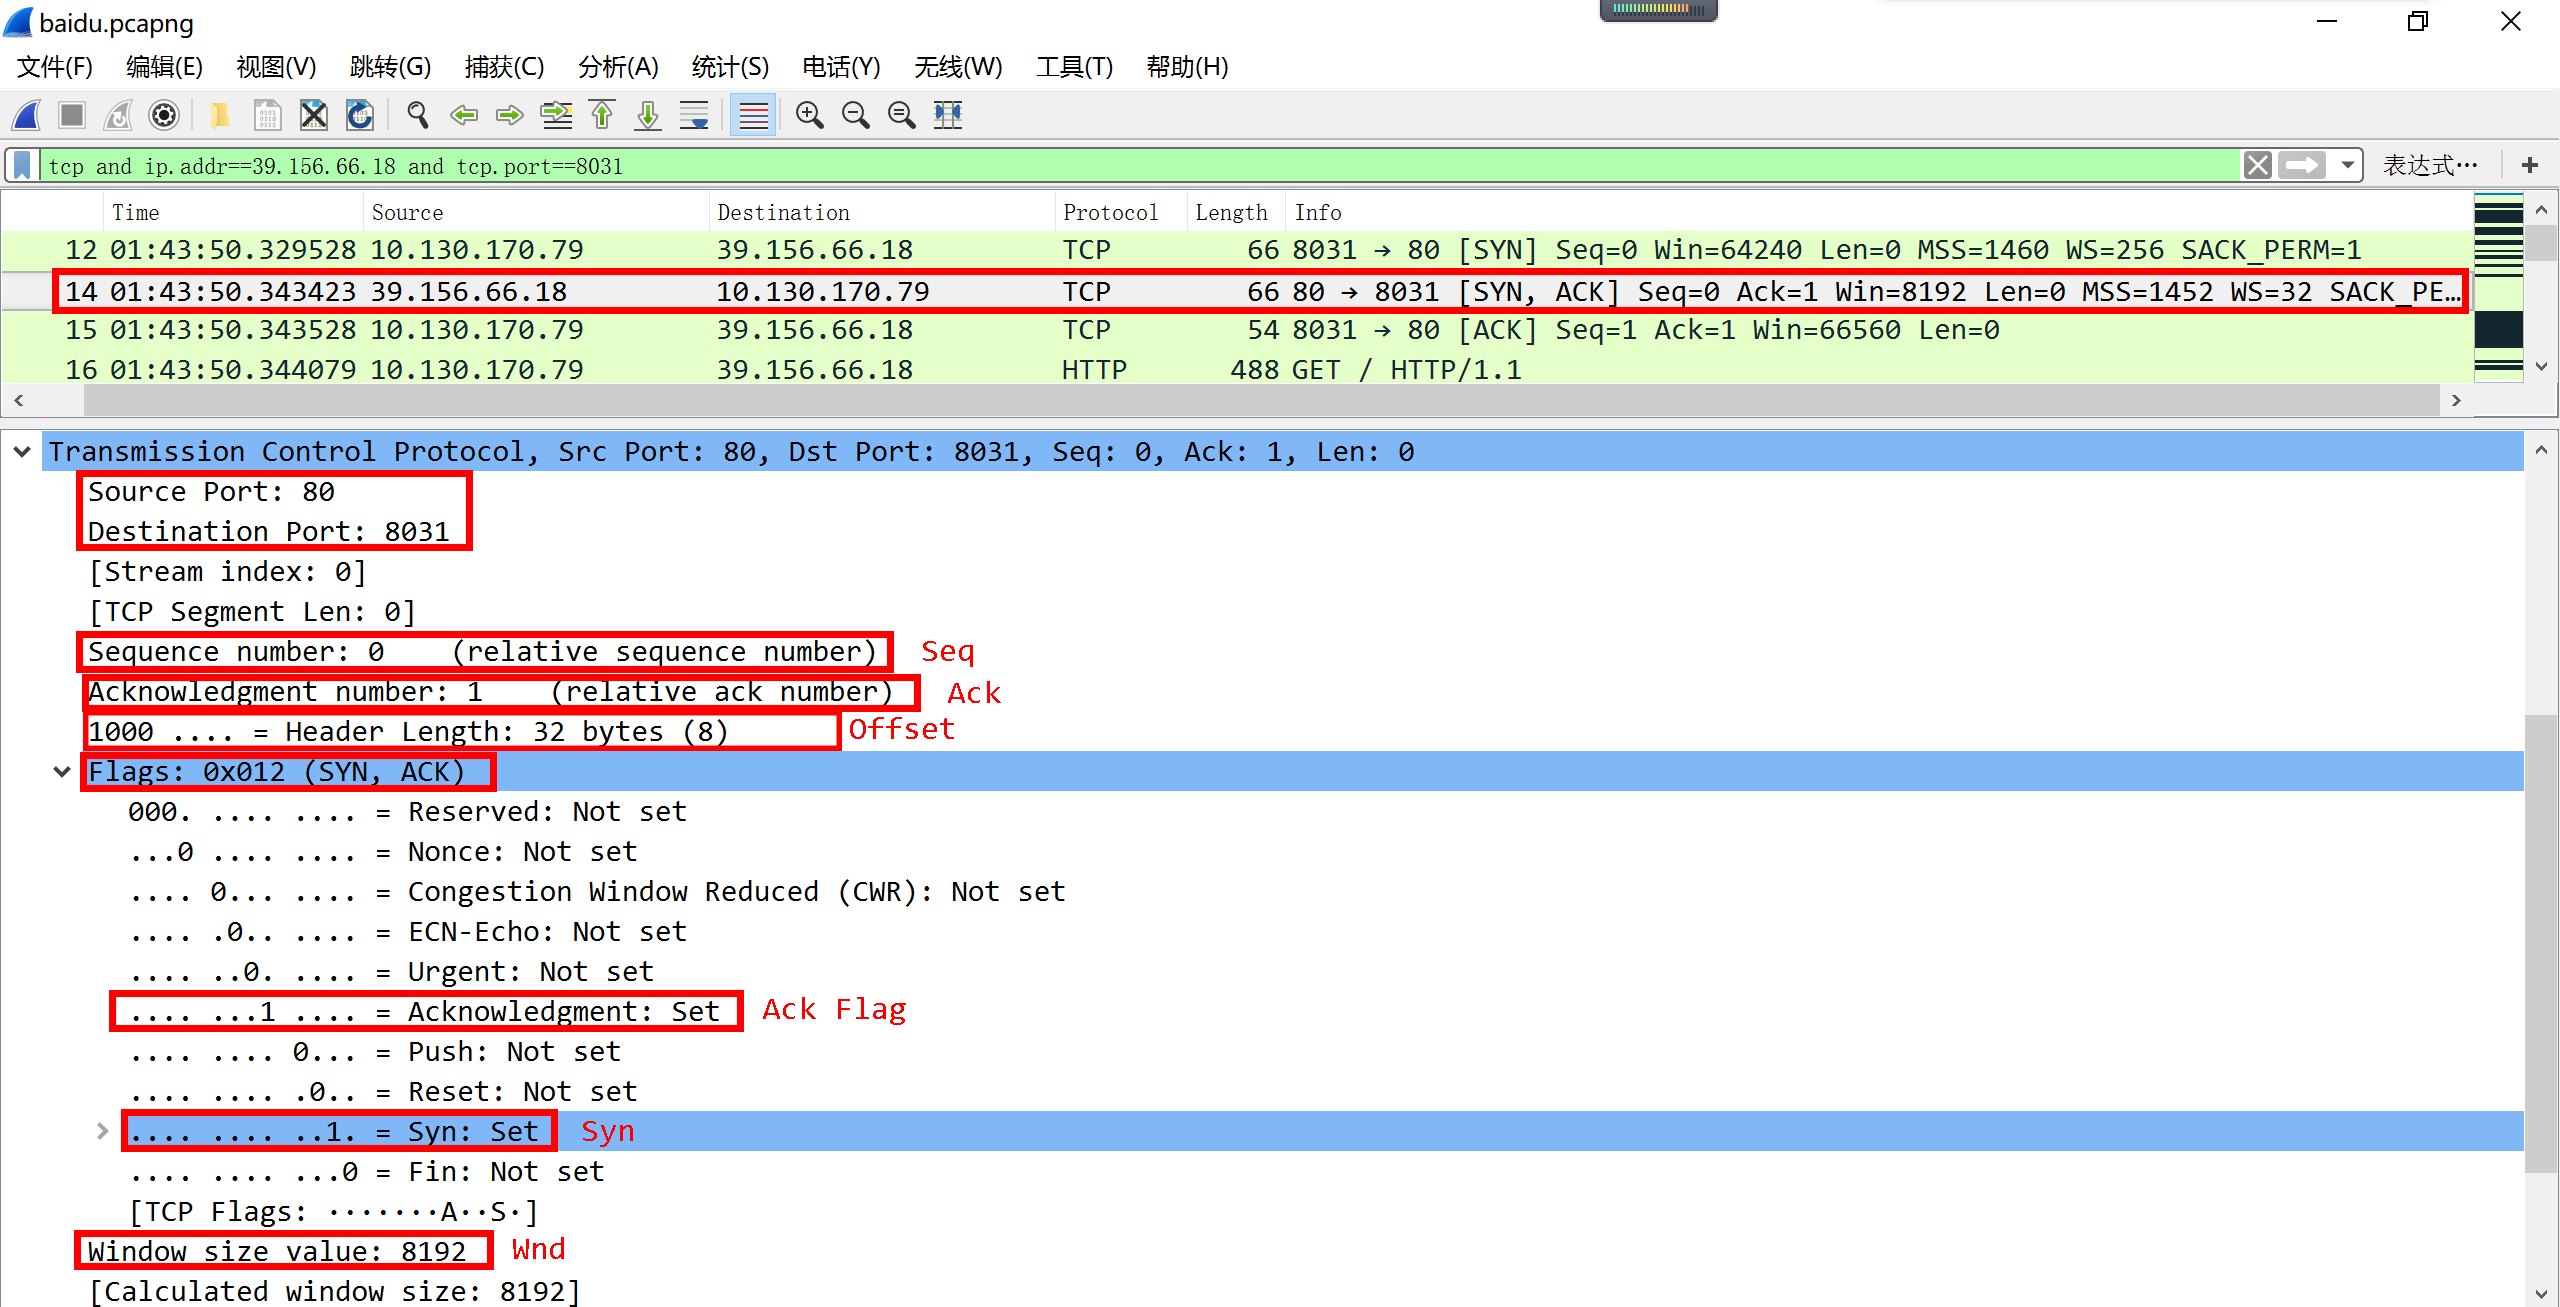 baidu.pcapng
文件(F) 编辑(E) 视图(V) 跳转(G) 捕获(C) 分析(A) 统计(S) 电话(Y) 无线(W) 工具(T) 帮助(H)
tcp and ip.addr==39.156.66.18 and tcp.port==8031 表达式… +
Time Source Destination Protocol Length Info
12 01:43:50.329528 10.130.170.79 39.156.66.18 TCP 66 8031 → 80 [SYN] Seq=0 Win=64240 Len=0 MSS=1460 WS=256 SACK_PERM=1
14 01:43:50.343423 39.156.66.18 10.130.170.79 TCP 66 80 → 8031 [SYN, ACK] Seq=0 Ack=1 Win=8192 Len=0 MSS=1452 WS=32 SACK_PE…
15 01:43:50.343528 10.130.170.79 39.156.66.18 TCP 54 8031 → 80 [ACK] Seq=1 Ack=1 Win=66560 Len=0
16 01:43:50.344079 10.130.170.79 39.156.66.18 HTTP 488 GET / HTTP/1.1
Transmission Control Protocol, Src Port: 80, Dst Port: 8031, Seq: 0, Ack: 1, Len: 0
Source Port: 80
Destination Port: 8031
[Stream index: 0]
[TCP Segment Len: 0]
Sequence number: 0 (relative sequence number) Seq
Acknowledgment number: 1 (relative ack number) Ack
1000 .... = Header Length: 32 bytes (8) Offset
Flags: 0x012 (SYN, ACK)
000. .... .... = Reserved: Not set
...0 .... .... = Nonce: Not set
.... 0... .... = Congestion Window Reduced (CWR): Not set
.... .0.. .... = ECN-Echo: Not set
.... ..0. .... = Urgent: Not set
.... ...1 .... = Acknowledgment: Set Ack Flag
.... .... 0... = Push: Not set
.... .... .0.. = Reset: Not set
.... .... ..1. = Syn: Set Syn
.... .... ...0 = Fin: Not set
[TCP Flags: ·······A··S·]
Window size value: 8192 Wnd
[Calculated window size: 8192]